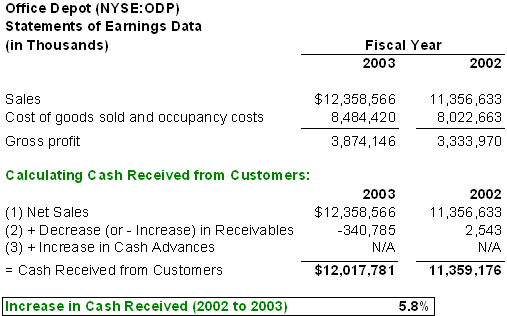 Office Depot (NYSE:ODP)
Statements of Earnings Data
(in Thousands) Fiscal Year
2003 2002
Sales $12,358,566 11,356,633
Cost of goods sold and occupancy costs 8,484,420 8,022,663
Gross profit 3,874,146 3,333,970
Calculating Cash Received from Customers:
2003 2002
(1) Net Sales $12,358,566 11,356,633
(2) + Decrease (or - Increase) in Receivables -340,785 2,543
(3) + Increase in Cash Advances N/A N/A
= Cash Received from Customers $12,017,781 11,359,176
Increase in Cash Received (2002 to 2003) 5.8%